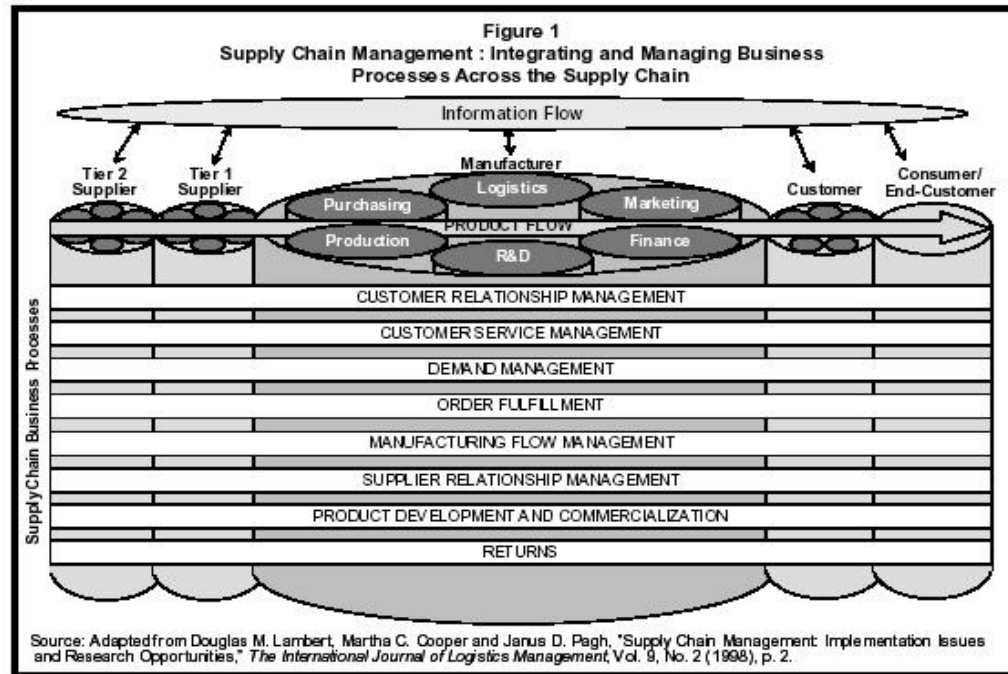 Figure 1
Supply Chain Management : Integrating and Managing Business
Processes Across the Supply Chain
Information Flow
Tier 2
Supplier
Tier 1
Supplier
Manufacturer
Customer
Consumer/
End-Customer
Logistics
Purchasing
Marketing
PRODUCT FLOW
Production
Finance
R&D
Supply Chain Business Processes
CUSTOMER RELATIONSHIP MANAGEMENT
CUSTOMER SERVICE MANAGEMENT
DEMAND MANAGEMENT
ORDER FULFILLMENT
MANUFACTURING FLOW MANAGEMENT
SUPPLIER RELATIONSHIP MANAGEMENT
PRODUCT DEVELOPMENT AND COMMERCIALIZATION
RETURNS
Source: Adapted from Douglas M. Lambert, Martha C. Cooper and Janus D. Pagh, "Supply Chain Management: Implementation Issues
and Research Opportunities," The International Journal of Logistics Management, Vol. 9, No. 2 (1998), p. 2.